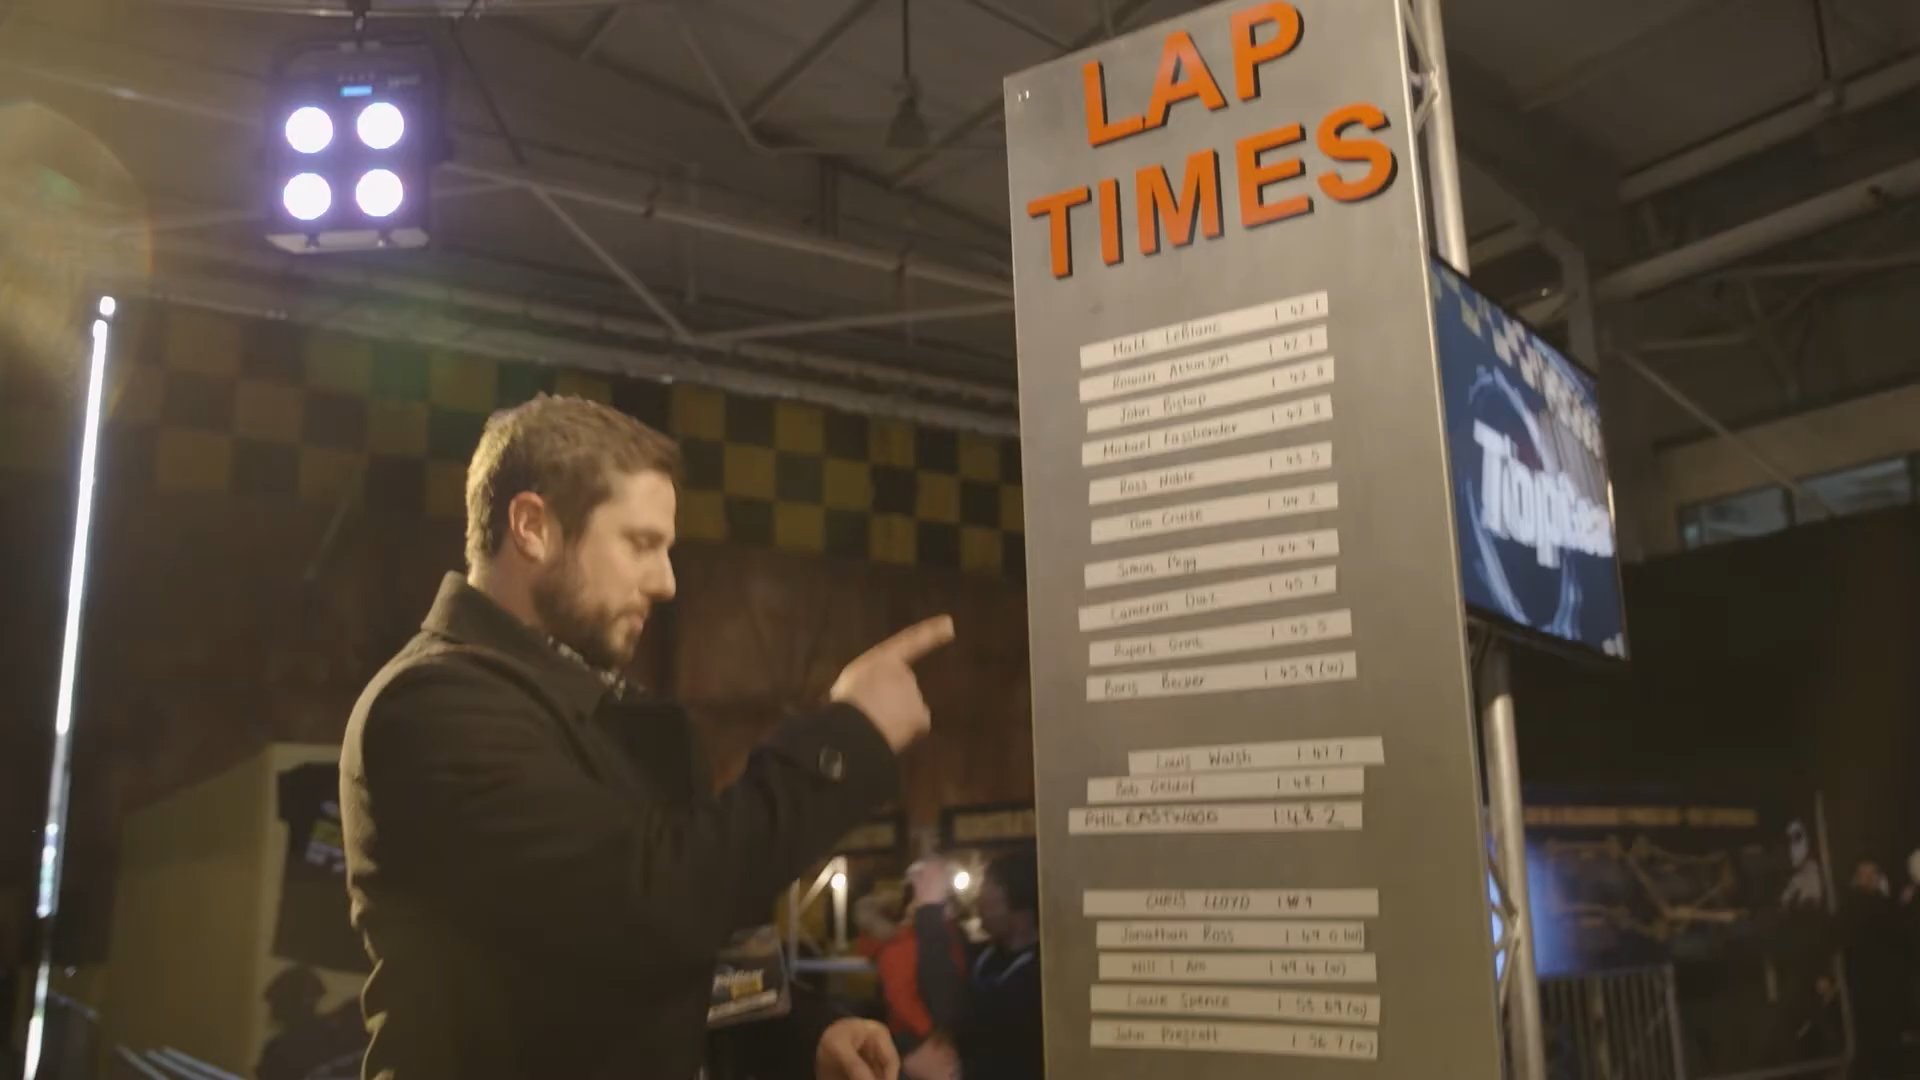 LAP
TIMES
Matt LeBlanc 1 42.1
Rowan Atkinson 1 42.2
John Bishop 1 42.8
Michael Fassbender 1 42.8
Ross Noble 1 43.5
Tom Cruise 1 44.2
Simon Pegg 1 44.9
Cameron Diaz 1 45.2
Rupert Grint 1 45.5
Boris Becker 1 45.9 (w)
Louis Walsh 1 47.7
Bob Geldof 1 48.1
PHIL EASTWOOD 1:48.2
CHRIS LLOYD
Jonathan Ross 1 49.0 (w)
Will I Am 1 49.4 (w)
Louie Spence 1 53.69 (w)
John Prescott 1 56.7 (w)
TopGear